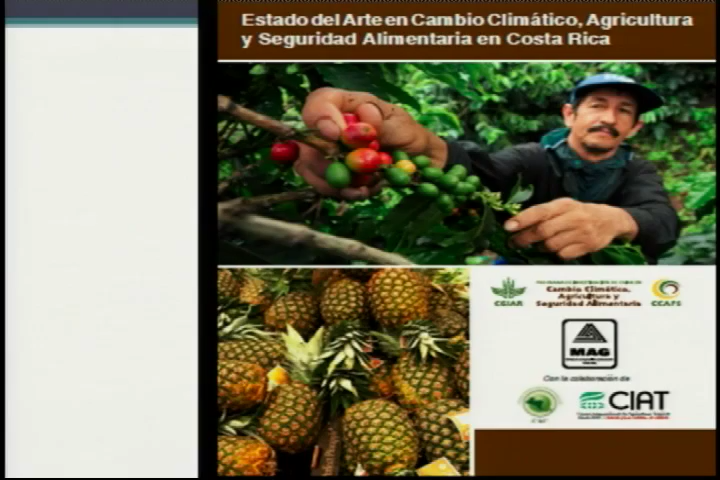 Estado del Arte en Cambio Climático, Agricultura
y Seguridad Alimentaria en Costa Rica
CGIAR
Cambio Climático,
Agricultura y
Seguridad Alimentaria
CCAFS
MAG
Con la colaboración de
CIAT